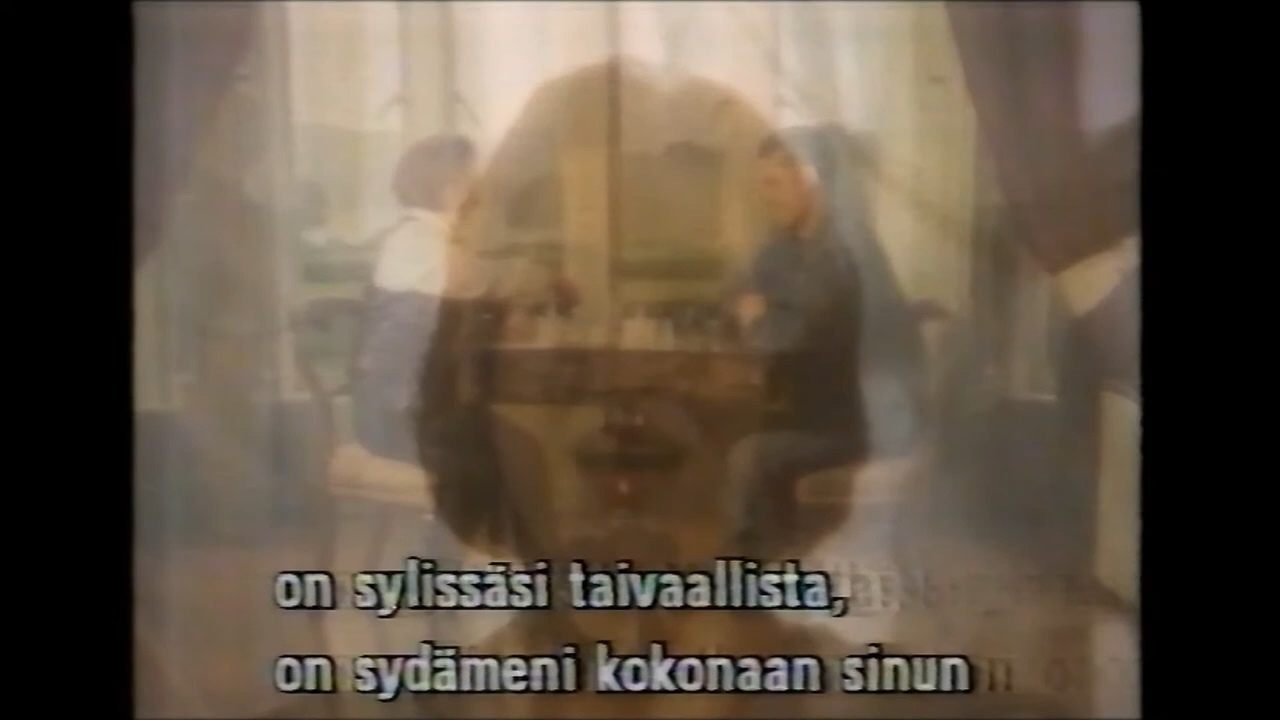 on sylissäsi taivaallista,
on sydämeni kokonaan sinun